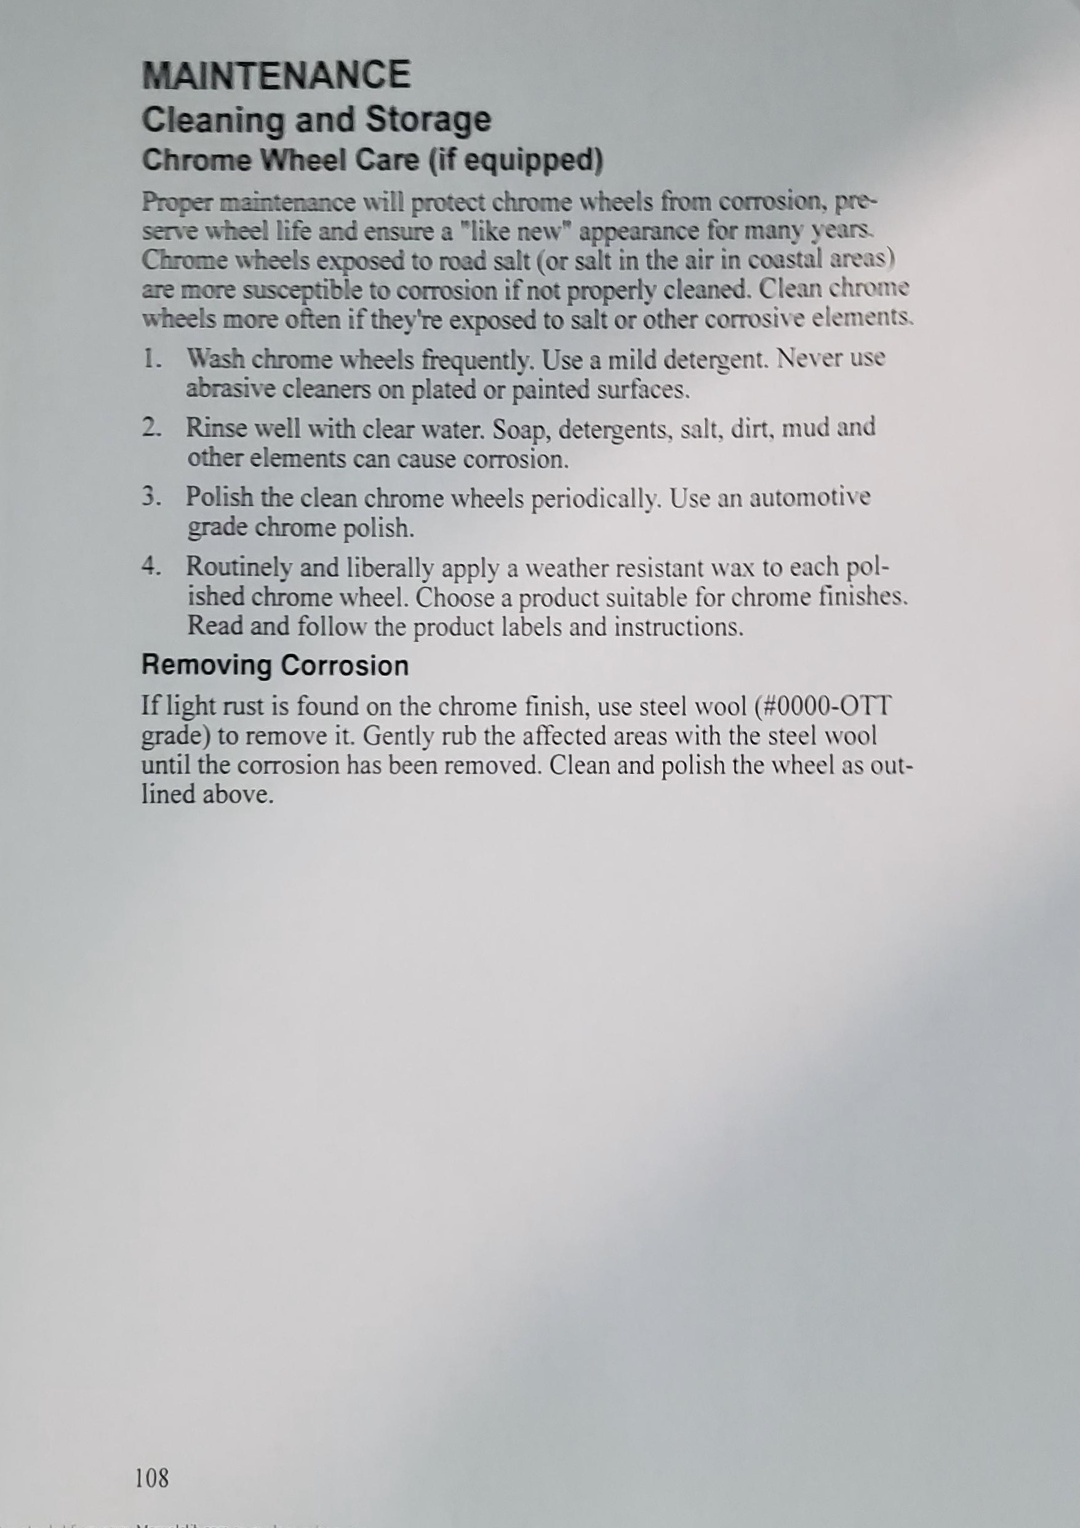 MAINTENANCE
Cleaning and Storage
Chrome Wheel Care (if equipped)
Proper maintenance will protect chrome wheels from corrosion, pre-
serve wheel life and ensure a "like new" appearance for many years.
Chrome wheels exposed to road salt (or salt in the air in coastal areas)
are more susceptible to corrosion if not properly cleaned. Clean chrome
wheels more often if they're exposed to salt or other corrosive elements.
1. Wash chrome wheels frequently. Use a mild detergent. Never use
abrasive cleaners on plated or painted surfaces.
2. Rinse well with clear water. Soap, detergents, salt, dirt, mud and
other elements can cause corrosion.
3. Polish the clean chrome wheels periodically. Use an automotive
grade chrome polish.
4. Routinely and liberally apply a weather resistant wax to each pol-
ished chrome wheel. Choose a product suitable for chrome finishes.
Read and follow the product labels and instructions.
Removing Corrosion
If light rust is found on the chrome finish, use steel wool (#0000-OTT
grade) to remove it. Gently rub the affected areas with the steel wool
until the corrosion has been removed. Clean and polish the wheel as out-
lined above.
108